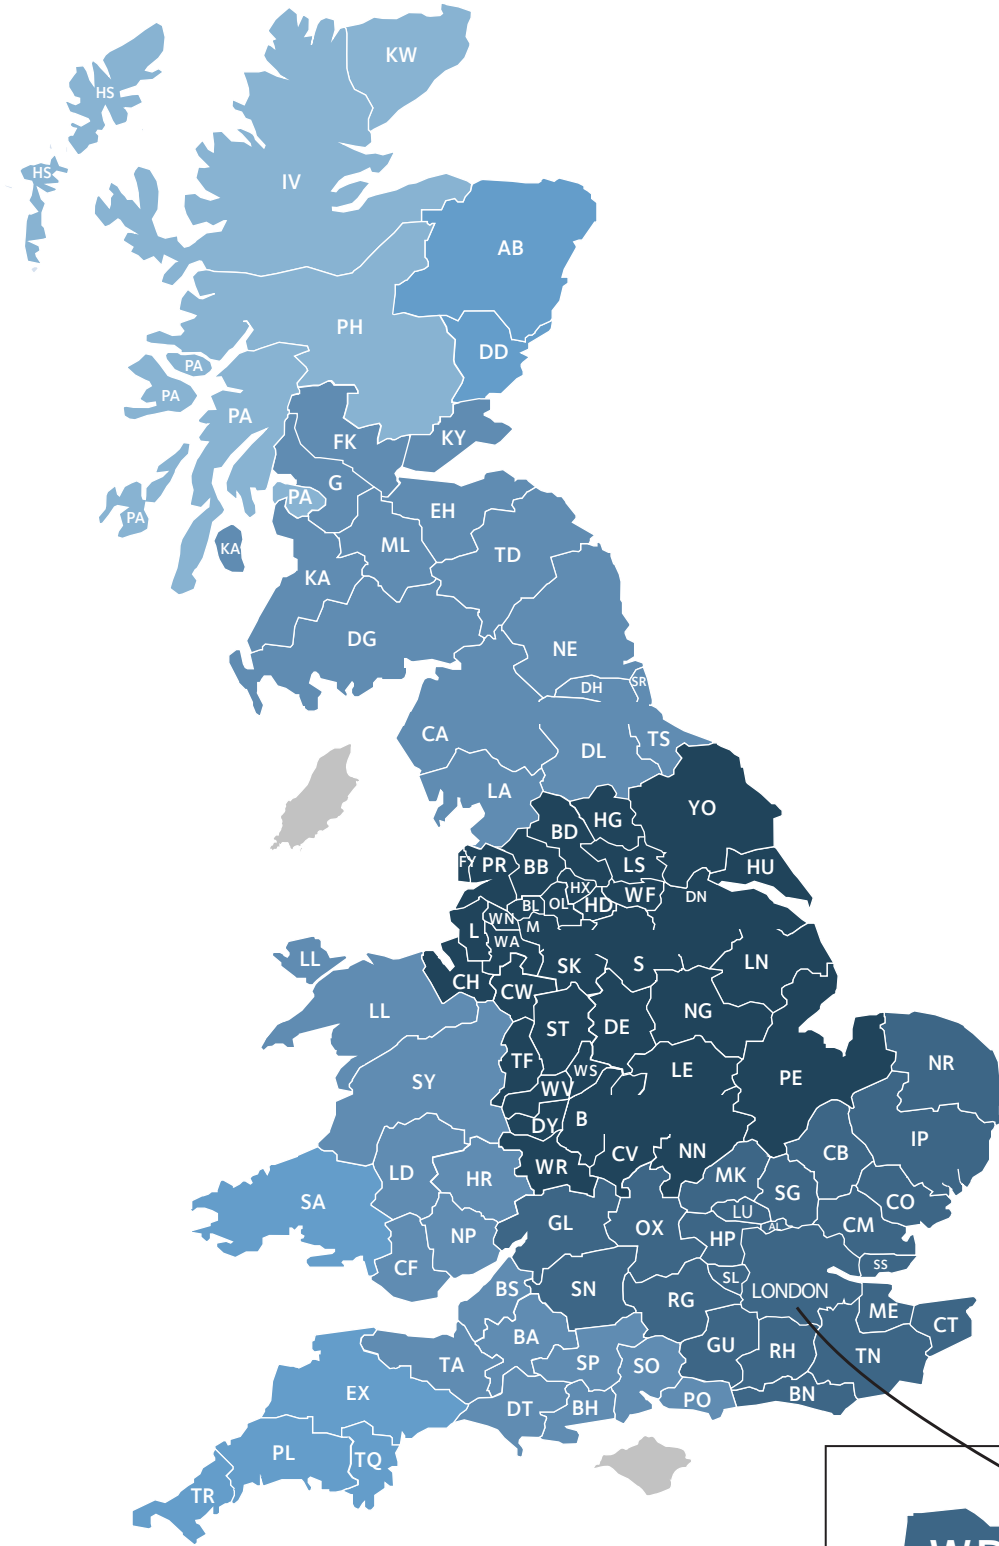 KW
HS
HS
IV
AB
PH
DD
PA
PA
PA
KY
FK
G
PA
EH
PA
ML
KA
TD
KA
DG
NE
SR
DH
CA
TS
DL
LA
YO
HG
BD
FY
PR
BB
LS
HU
HX
WF
DN
BL
OL
HD
WN
M
L
WA
LL
SK
S
LN
CH
CW
LL
NG
ST
DE
TF
NR
WS
LE
SY
PE
WV
B
DY
IP
NN
CB
CV
WR
LD
HR
MK
SG
SA
CO
LU
GL
OX
CM
AL
NP
HP
CF
SS
SL
BS
SN
LONDON
RG
ME
CT
BA
GU
RH
TN
TA
SP
SO
EX
BN
PO
DT
BH
PL
TQ
TR